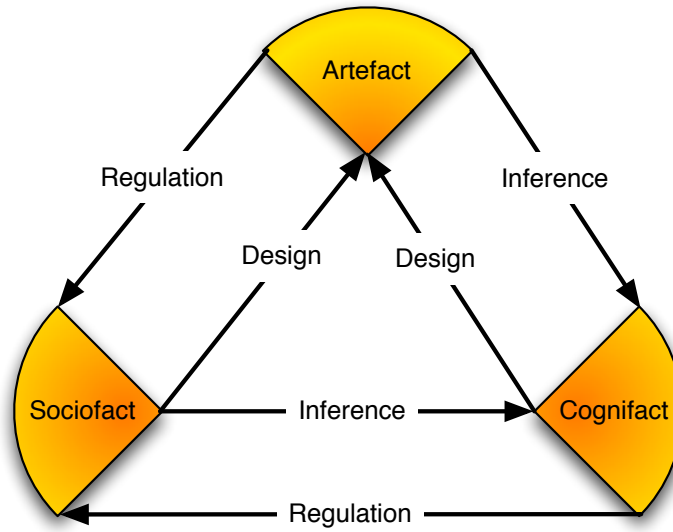 Artefact
Regulation
Inference
Design
Design
Sociofact
Inference
Cognifact
Regulation